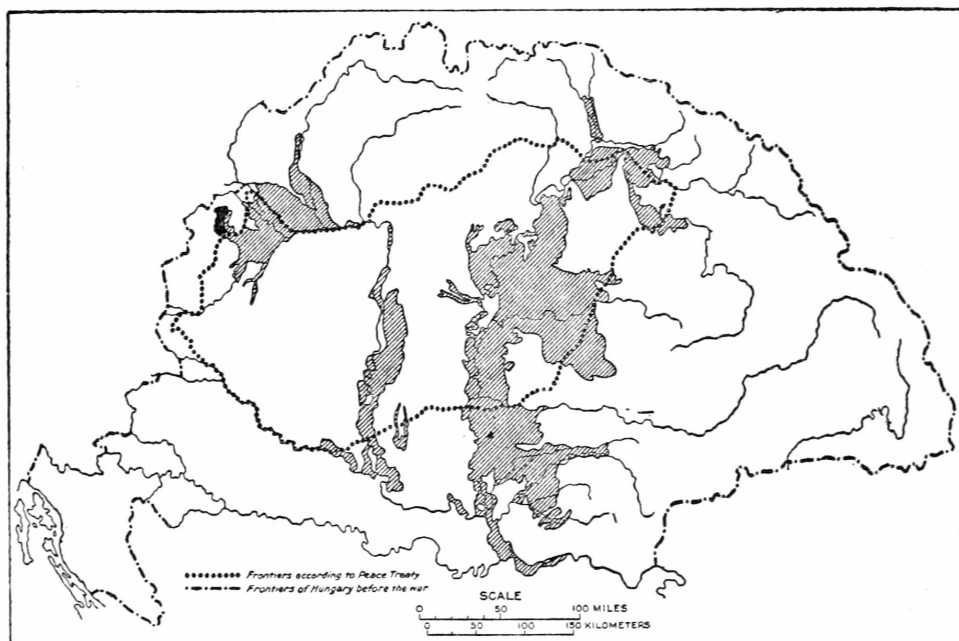 Frontiers according to Peace Treaty
Frontiers of Hungary before the war
SCALE
0 50 100 MILES
0 50 100 150 KILOMETERS